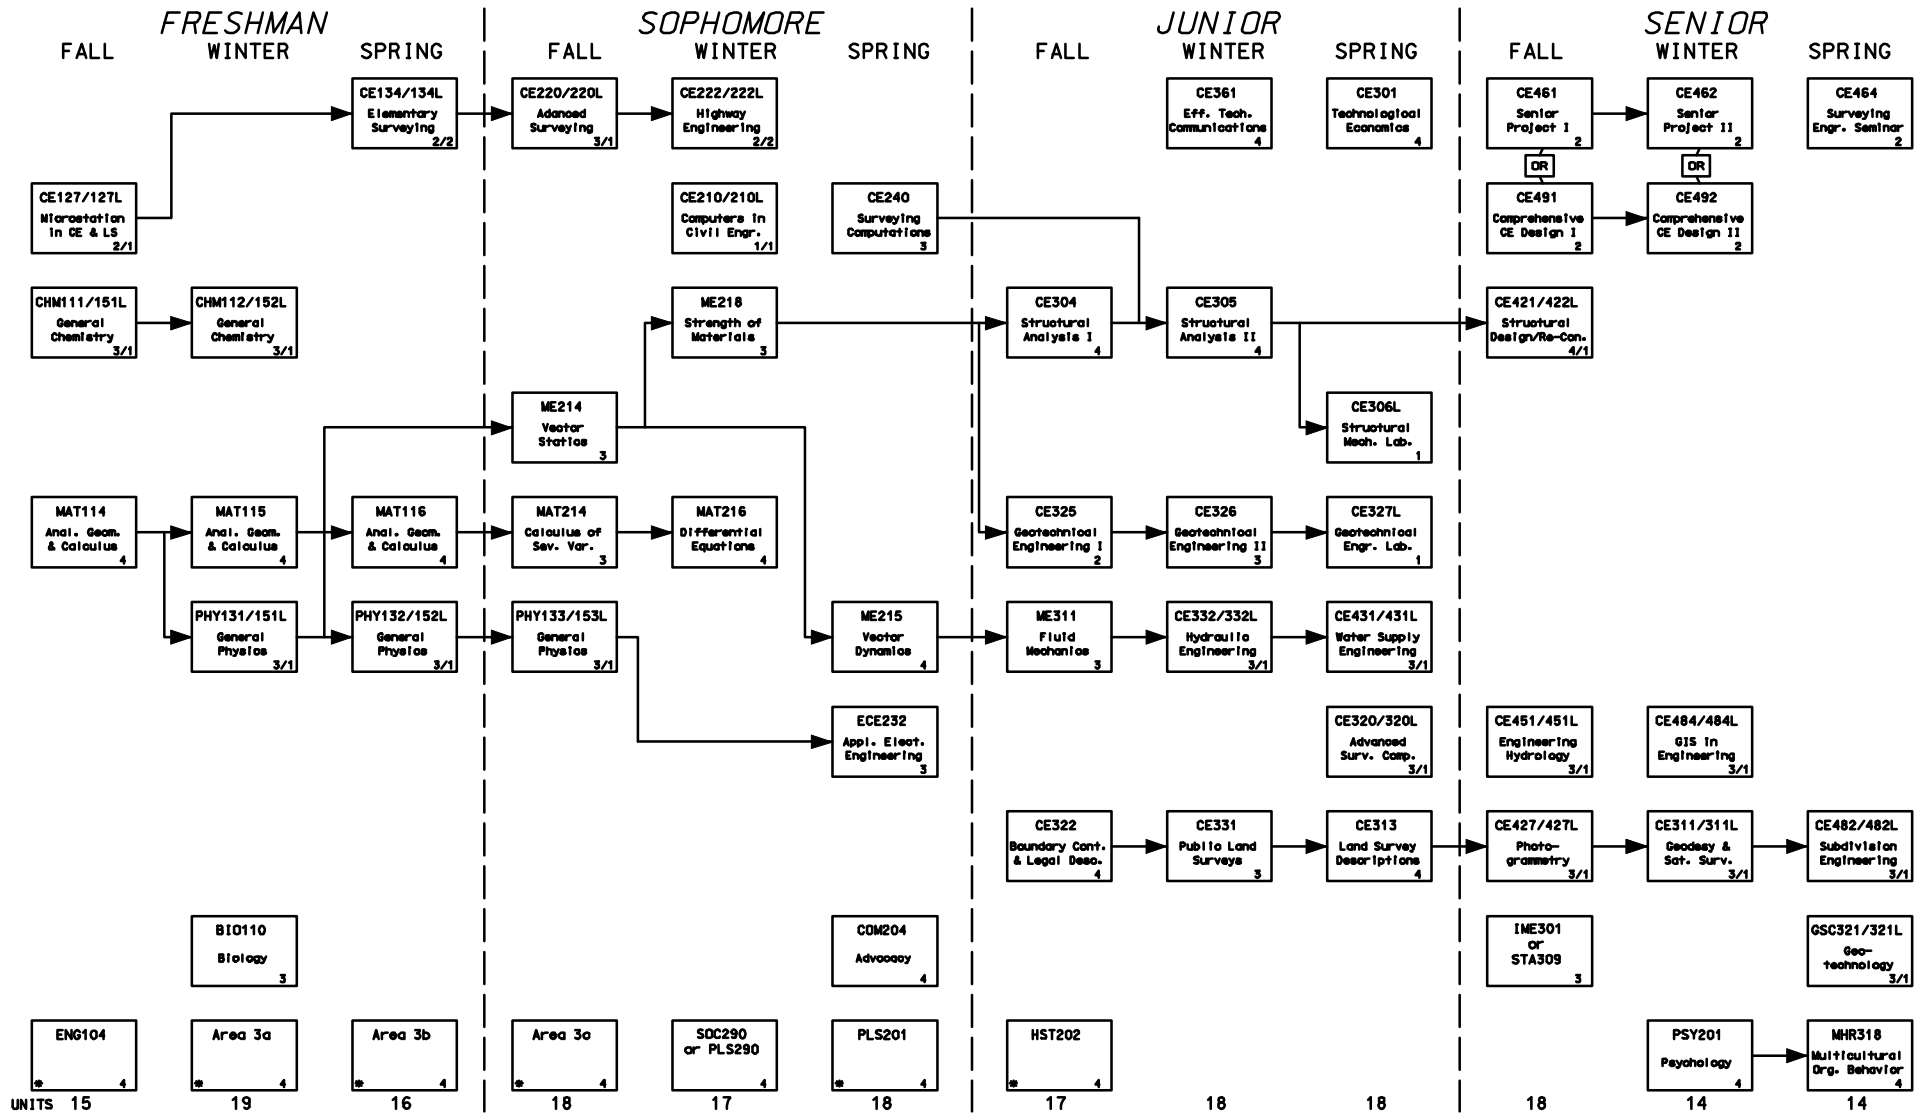 FRESHMAN SOPHOMORE JUNIOR SENIOR
FALL WINTER SPRING FALL WINTER SPRING FALL WINTER SPRING FALL WINTER SPRING
CE134/134L
Elementary
Surveying
2/2
CE220/220L
Adanced
Surveying
3/1
CE222/222L
Highway
Engineering
2/2
CE361
Eff. Tech.
Communications
4
CE301
Technological
Economics
4
CE461
Senior
Project I
2
CE462
Senior
Project II
2
CE464
Surveying
Engr. Seminar
2
OR
OR
CE127/127L
Microstation
in CE & LS
2/1
CE210/210L
Computers in
Civil Engr.
1/1
CE240
Surveying
Computations
3
CE491
Comprehensive
CE Design I
2
CE492
Comprehensive
CE Design II
2
CHM111/151L
General
Chemistry
3/1
CHM112/152L
General
Chemistry
3/1
ME218
Strength of
Materials
3
CE304
Structural
Analysis I
4
CE305
Structural
Analysis II
4
CE421/422L
Structural
Design/Re-Con.
4/1
ME214
Vector
Statics
3
CE306L
Structural
Mech. Lab.
1
MAT114
Anal. Geom.
& Calculus
4
MAT115
Anal. Geom.
& Calculus
4
MAT116
Anal. Geom.
& Calculus
4
MAT214
Calculus of
Sev. Var.
3
MAT216
Differential
Equations
4
CE325
Geotechnical
Engineering I
2
CE326
Geotechnical
Engineering II
3
CE327L
Geotechnical
Engr. Lab.
1
PHY131/151L
General
Physics
3/1
PHY132/152L
General
Physics
3/1
PHY133/153L
General
Physics
3/1
ME215
Vector
Dynamics
4
ME311
Fluid
Mechanics
3
CE332/332L
Hydraulic
Engineering
3/1
CE431/431L
Water Supply
Engineering
3/1
ECE232
Appl. Elect.
Engineering
3
CE320/320L
Advanced
Surv. Comp.
3/1
CE451/451L
Engineering
Hydrology
3/1
CE484/484L
GIS in
Engineering
3/1
CE322
Boundary Cont.
& Legal Desc.
4
CE331
Public Land
Surveys
3
CE313
Land Survey
Descriptions
4
CE427/427L
Photo-
grammetry
3/1
CE311/311L
Geodesy &
Sat. Surv.
3/1
CE482/482L
Subdivision
Engineering
3/1
BIO110
Biology
3
COM204
Advocacy
4
IME301
or
STA309
3
GSC321/321L
Geo-
technology
3/1
ENG104
* 4
Area 3a
* 4
Area 3b
* 4
Area 3c
* 4
SOC290
or PLS290
4
PLS201
* 4
HST202
* 4
PSY201
Psychology
4
MHR318
Multicultural
Org. Behavior
4
UNITS 15 19 16 18 17 18 17 18 18 18 14 14